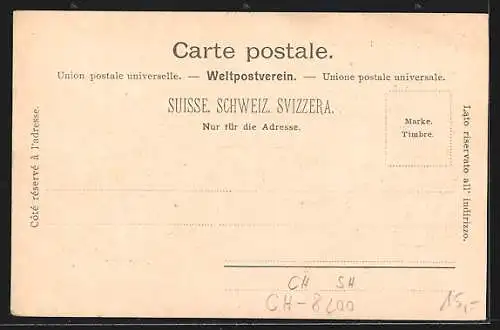 Carte postale.
Union postale universelle. — Weltpostverein. — Unione postale universale.
SUISSE. SCHWEIZ. SVIZZERA.
Nur für die Adresse.
Marke.
Timbre.
Côté réservé à l'adresse.
Lato riservato all' indirizzo.
CH SH
CH-8200
15,-